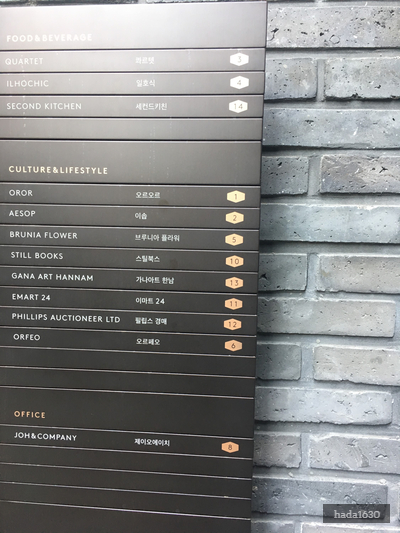 FOOD&BEVERAGE
QUARTET 콰르텟 3
ILHOCHIC 일호식 4
SECOND KITCHEN 세컨드키친 14
CULTURE&LIFESTYLE
OROR 오르오르 1
AESOP 이솝 2
BRUNIA FLOWER 브루니아 플라워 5
STILL BOOKS 스틸북스 10
GANA ART HANNAM 가나아트 한남 13
EMART 24 이마트 24 11
PHILLIPS AUCTIONEER LTD 필립스 경매 12
ORFEO 오르페오 6
OFFICE
JOH&COMPANY 제이오에이치 8
hada1630